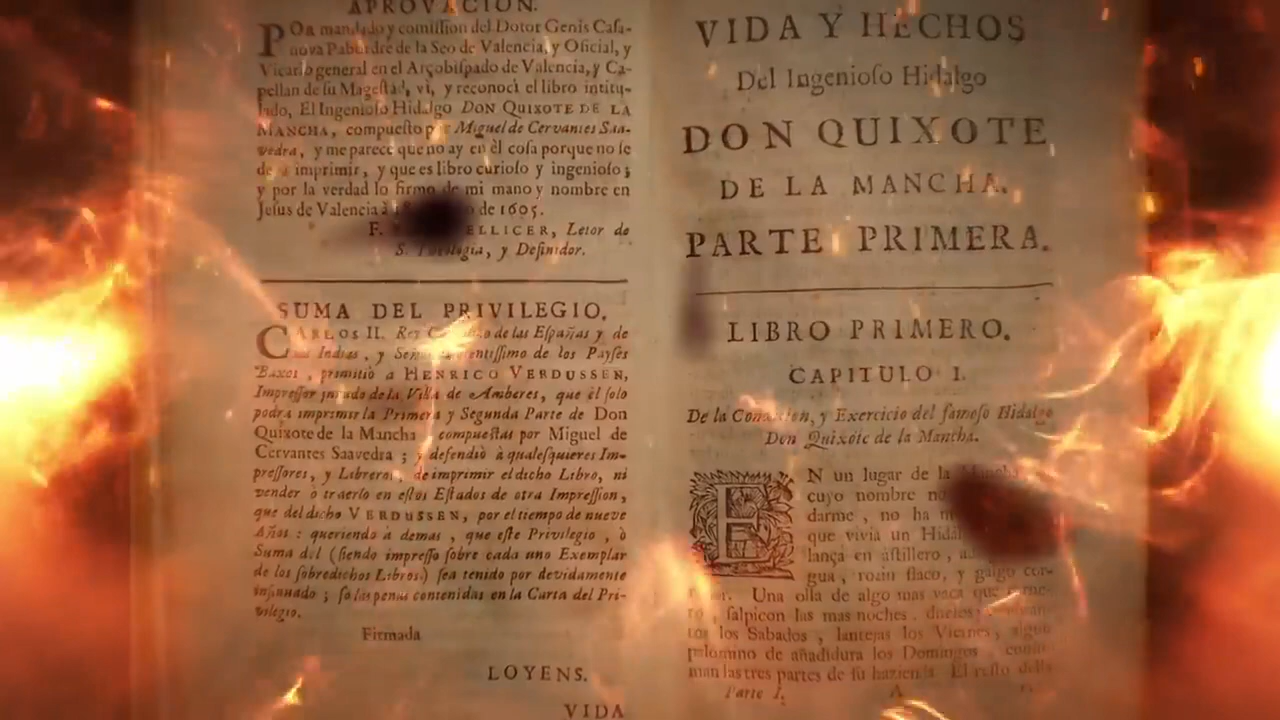 APROVACION.
POr mandado y comission del Dotor Genis Casa-
nova Pabordre de la Seo de Valencia, y Oficial, y
Vicario general en el Arçobispado de Valencia, y Ca-
pellan de su Magestad, vi, y reconocì el libro intitu-
lado, El Ingenioso Hidalgo DON QUIXOTE DE LA
MANCHA, compuesto por Miguel de Cervantes Saa-
vedra, y me parece que no ay en èl cosa porque no se
de a imprimir, y que es libro curioso y ingenioso;
y por la verdad lo firmo de mi mano y nombre en
Jesus de Valencia à de 1605.
F. ELLICER, Letor de
S. y Definidor.
SUMA DEL PRIVILEGIO.
CARLOS II. Rey de las Españas y de
Indias, y de los Payses
Baxos, primitiò a HENRICO VERDUSSEN,
Impressor jurado de la Villa de Amberes, que èl solo
podrà imprimir la Primera y Segunda Parte de Don
Quixote de la Mancha compuestas por Miguel de
Cervantes Saavedra; y defendiò à qualesquieres Im-
pressores, y Libreros, de imprimir el dicho Libro, ni
vender ò traerlo en estos Estados de otra Impression,
que del dicho VERDUSSEN, por el tiempo de nueve
Años: queriendo à demas, que este Privilegio, ò
Suma del (siendo impresso sobre cada uno Exemplar
de los sobredichos Libros) sea tenido por devidamente
insinuado; so las penas contenidas en la Carta del Pri-
vilegio.
Firmada
LOYENS.
VIDA
VIDA Y HECHOS
Del Ingenioso Hidalgo
DON QUIXOTE
DE LA MANCHA.
PARTE PRIMERA.
LIBRO PRIMERO.
CAPITULO I.
De la Condicion, y Exercicio del famoso Hidalgo
Don Quixote de la Mancha.
EN un lugar de la Mancha
cuyo nombre no
darme, no ha
que vivia un
lança en astillero,
gua, rozin flaco, y galgo cor-
Una olla de algo mas vaca que
salpicon las mas noches, duelos
los Sabados, lantejas los Viernes, algun
palomino de añadidura los Domingos,
man las tres partes de su hazienda. El resto della
Parte I. A